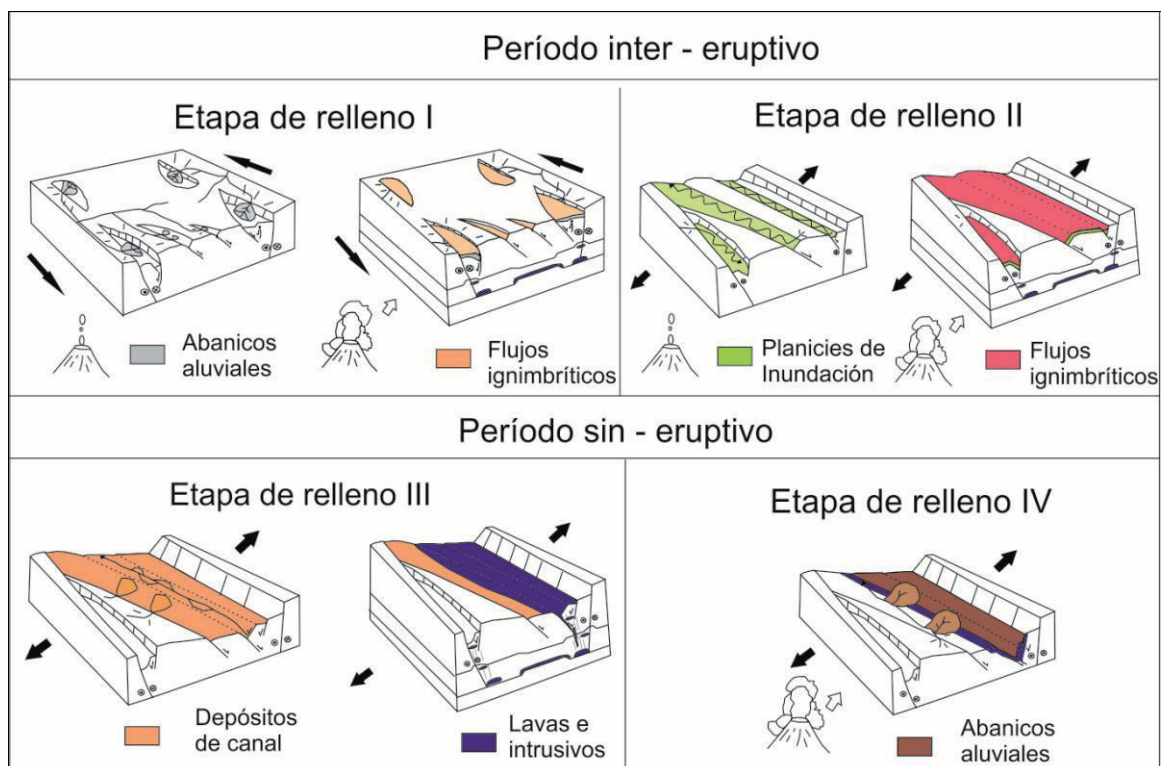 Período inter - eruptivo
Etapa de relleno I
Etapa de relleno II
Abanicos
aluviales
Flujos
ignimbríticos
Planicies de
Inundación
Flujos
ignimbríticos
Período sin - eruptivo
Etapa de relleno III
Etapa de relleno IV
Depósitos
de canal
Lavas e
intrusivos
Abanicos
aluviales